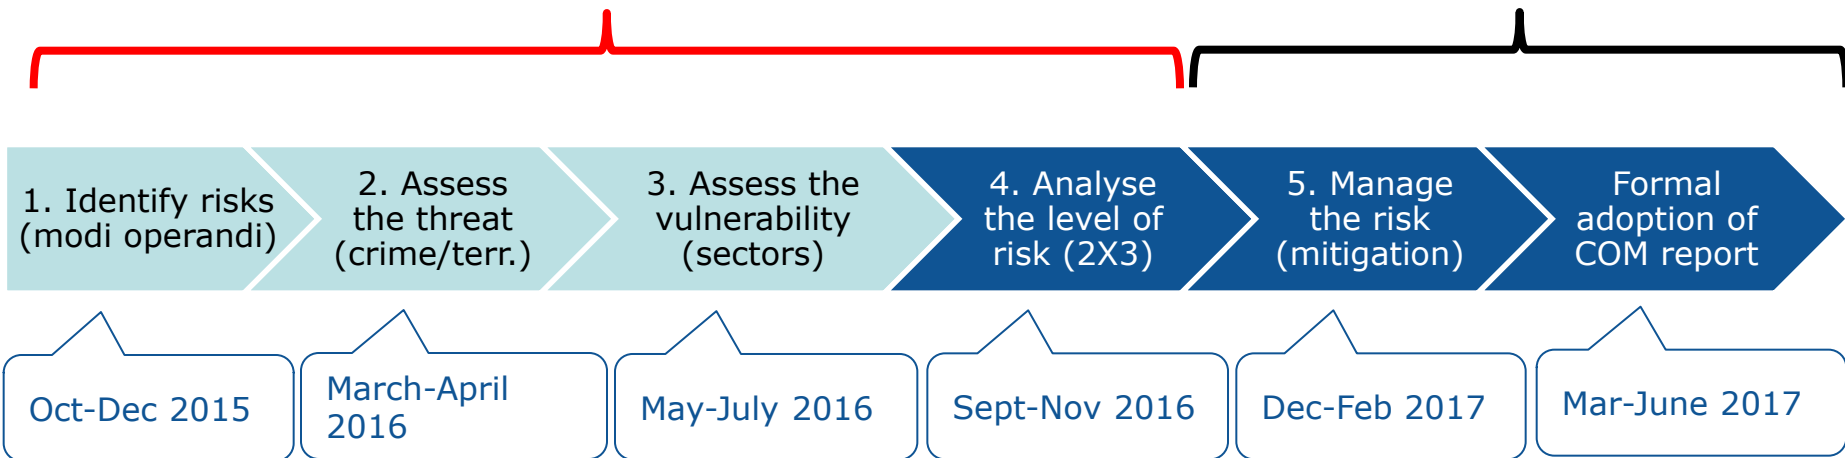 1. Identify risks
(modi operandi)
2. Assess
the threat
(crime/terr.)
3. Assess the
vulnerability
(sectors)
4. Analyse
the level of
risk (2X3)
5. Manage
the risk
(mitigation)
Formal
adoption of
COM report
Oct-Dec 2015
March-April
2016
May-July 2016
Sept-Nov 2016
Dec-Feb 2017
Mar-June 2017